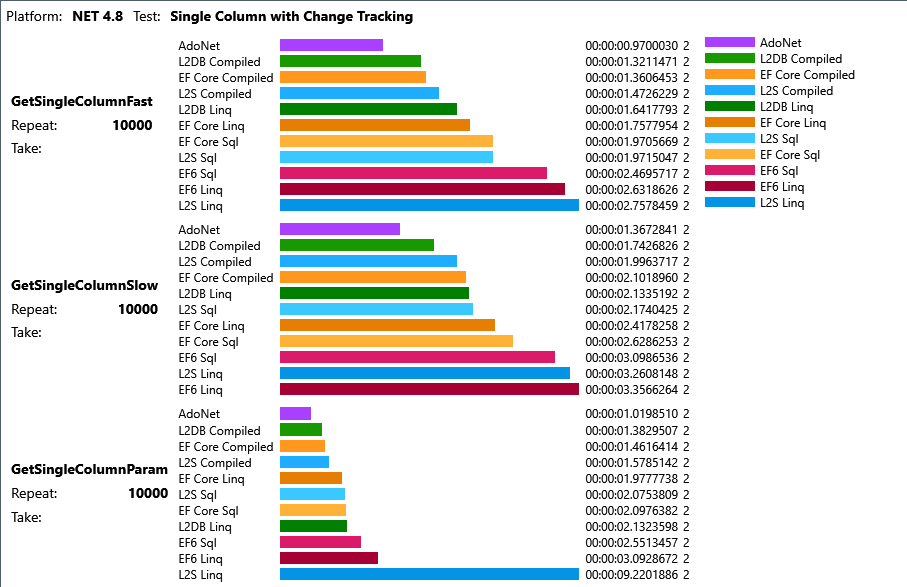 Platform: NET 4.8 Test: Single Column with Change Tracking
GetSingleColumnFast
Repeat: 10000
Take:
AdoNet 00:00:00.9700030 2
L2DB Compiled 00:00:01.3211471 2
EF Core Compiled 00:00:01.3606453 2
L2S Compiled 00:00:01.4726229 2
L2DB Linq 00:00:01.6417793 2
EF Core Linq 00:00:01.7577954 2
EF Core Sql 00:00:01.9705669 2
L2S Sql 00:00:01.9715047 2
EF6 Sql 00:00:02.4695717 2
EF6 Linq 00:00:02.6318626 2
L2S Linq 00:00:02.7578459 2
GetSingleColumnSlow
Repeat: 10000
Take:
AdoNet 00:00:01.3672841 2
L2DB Compiled 00:00:01.7426826 2
L2S Compiled 00:00:01.9963717 2
EF Core Compiled 00:00:02.1018960 2
L2DB Linq 00:00:02.1335192 2
L2S Sql 00:00:02.1740425 2
EF Core Linq 00:00:02.4178258 2
EF Core Sql 00:00:02.6286253 2
EF6 Sql 00:00:03.0986536 2
L2S Linq 00:00:03.2608148 2
EF6 Linq 00:00:03.3566264 2
GetSingleColumnParam
Repeat: 10000
Take:
AdoNet 00:00:01.0198510 2
L2DB Compiled 00:00:01.3829507 2
EF Core Compiled 00:00:01.4616414 2
L2S Compiled 00:00:01.5785142 2
EF Core Linq 00:00:01.9777738 2
L2S Sql 00:00:02.0753809 2
EF Core Sql 00:00:02.0976382 2
L2DB Linq 00:00:02.1323598 2
EF6 Sql 00:00:02.5513457 2
EF6 Linq 00:00:03.0928672 2
L2S Linq 00:00:09.2201886 2
AdoNet
L2DB Compiled
EF Core Compiled
L2S Compiled
L2DB Linq
EF Core Linq
L2S Sql
EF Core Sql
EF6 Sql
EF6 Linq
L2S Linq